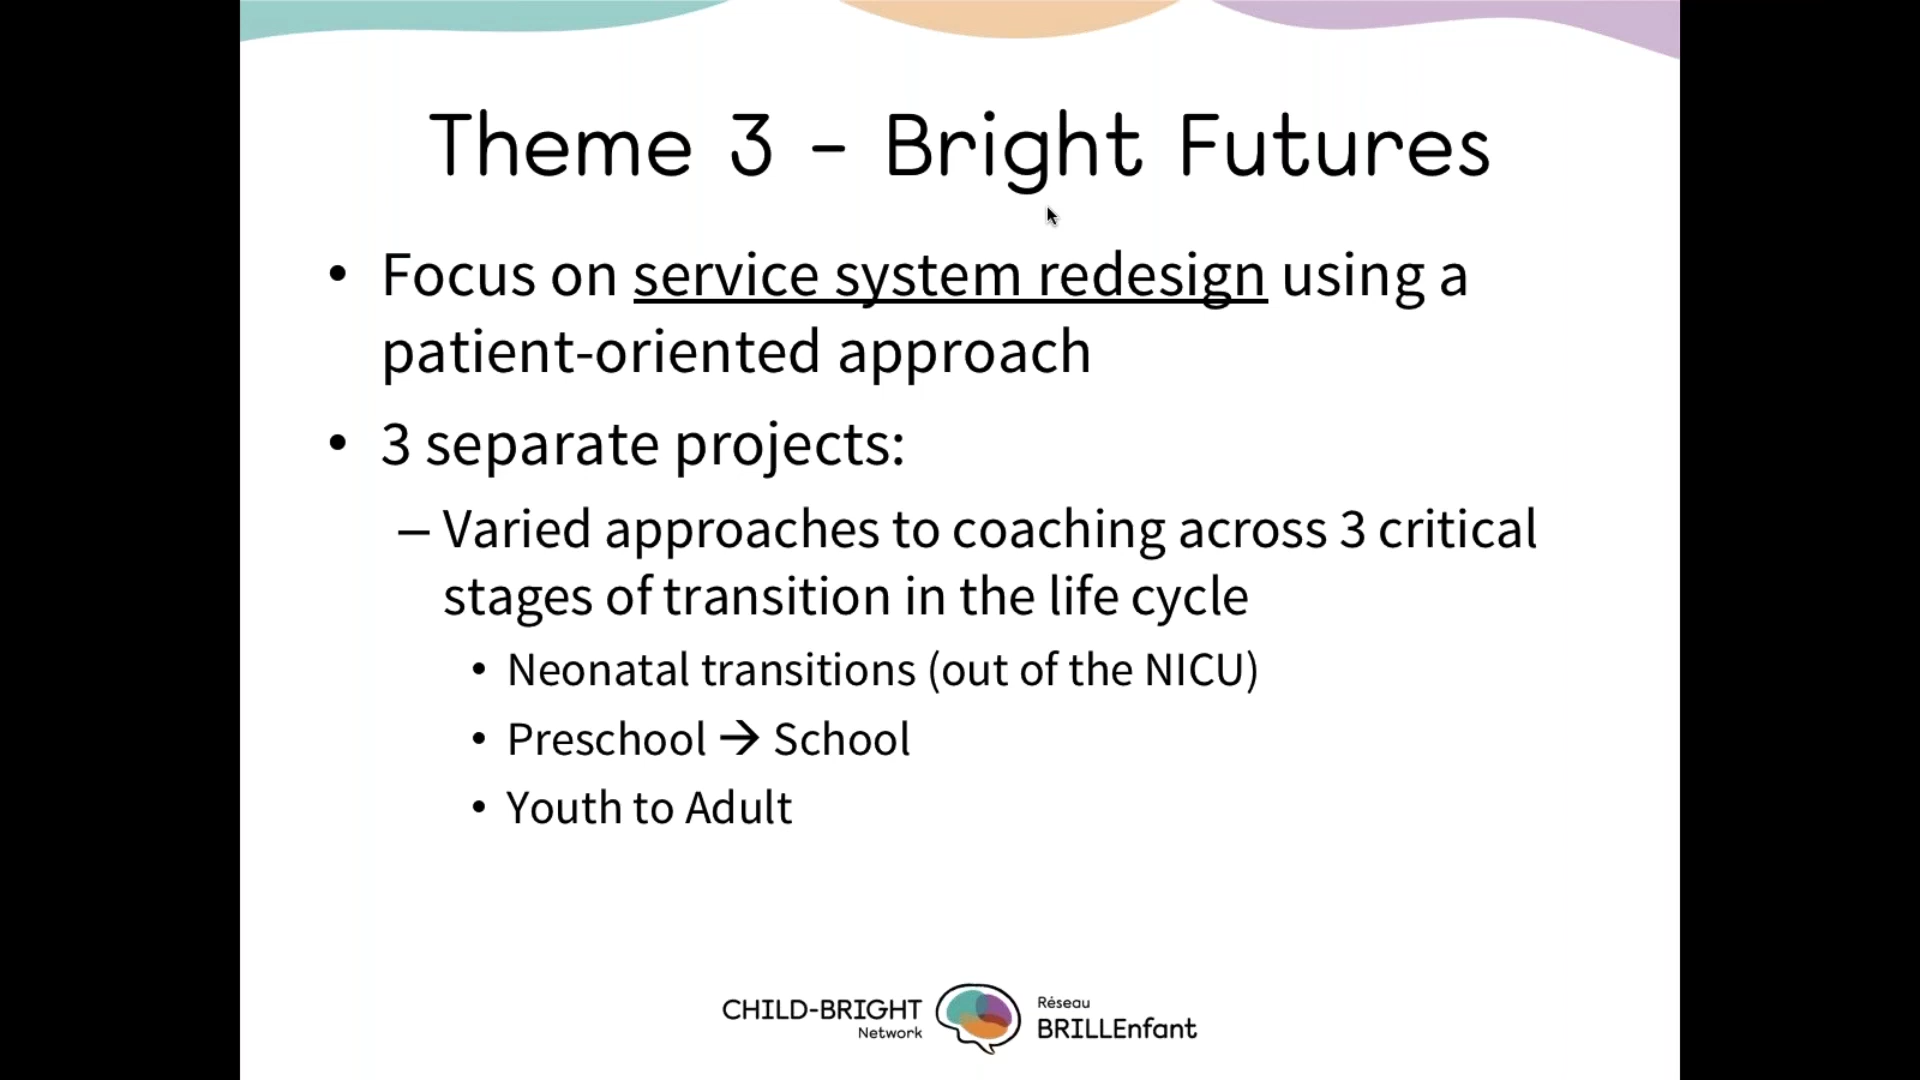 Theme 3 - Bright Futures
• Focus on service system redesign using a
patient-oriented approach
• 3 separate projects:
– Varied approaches to coaching across 3 critical
stages of transition in the life cycle
• Neonatal transitions (out of the NICU)
• Preschool → School
• Youth to Adult
CHILD-BRIGHT
Network
Réseau
BRILLEnfant